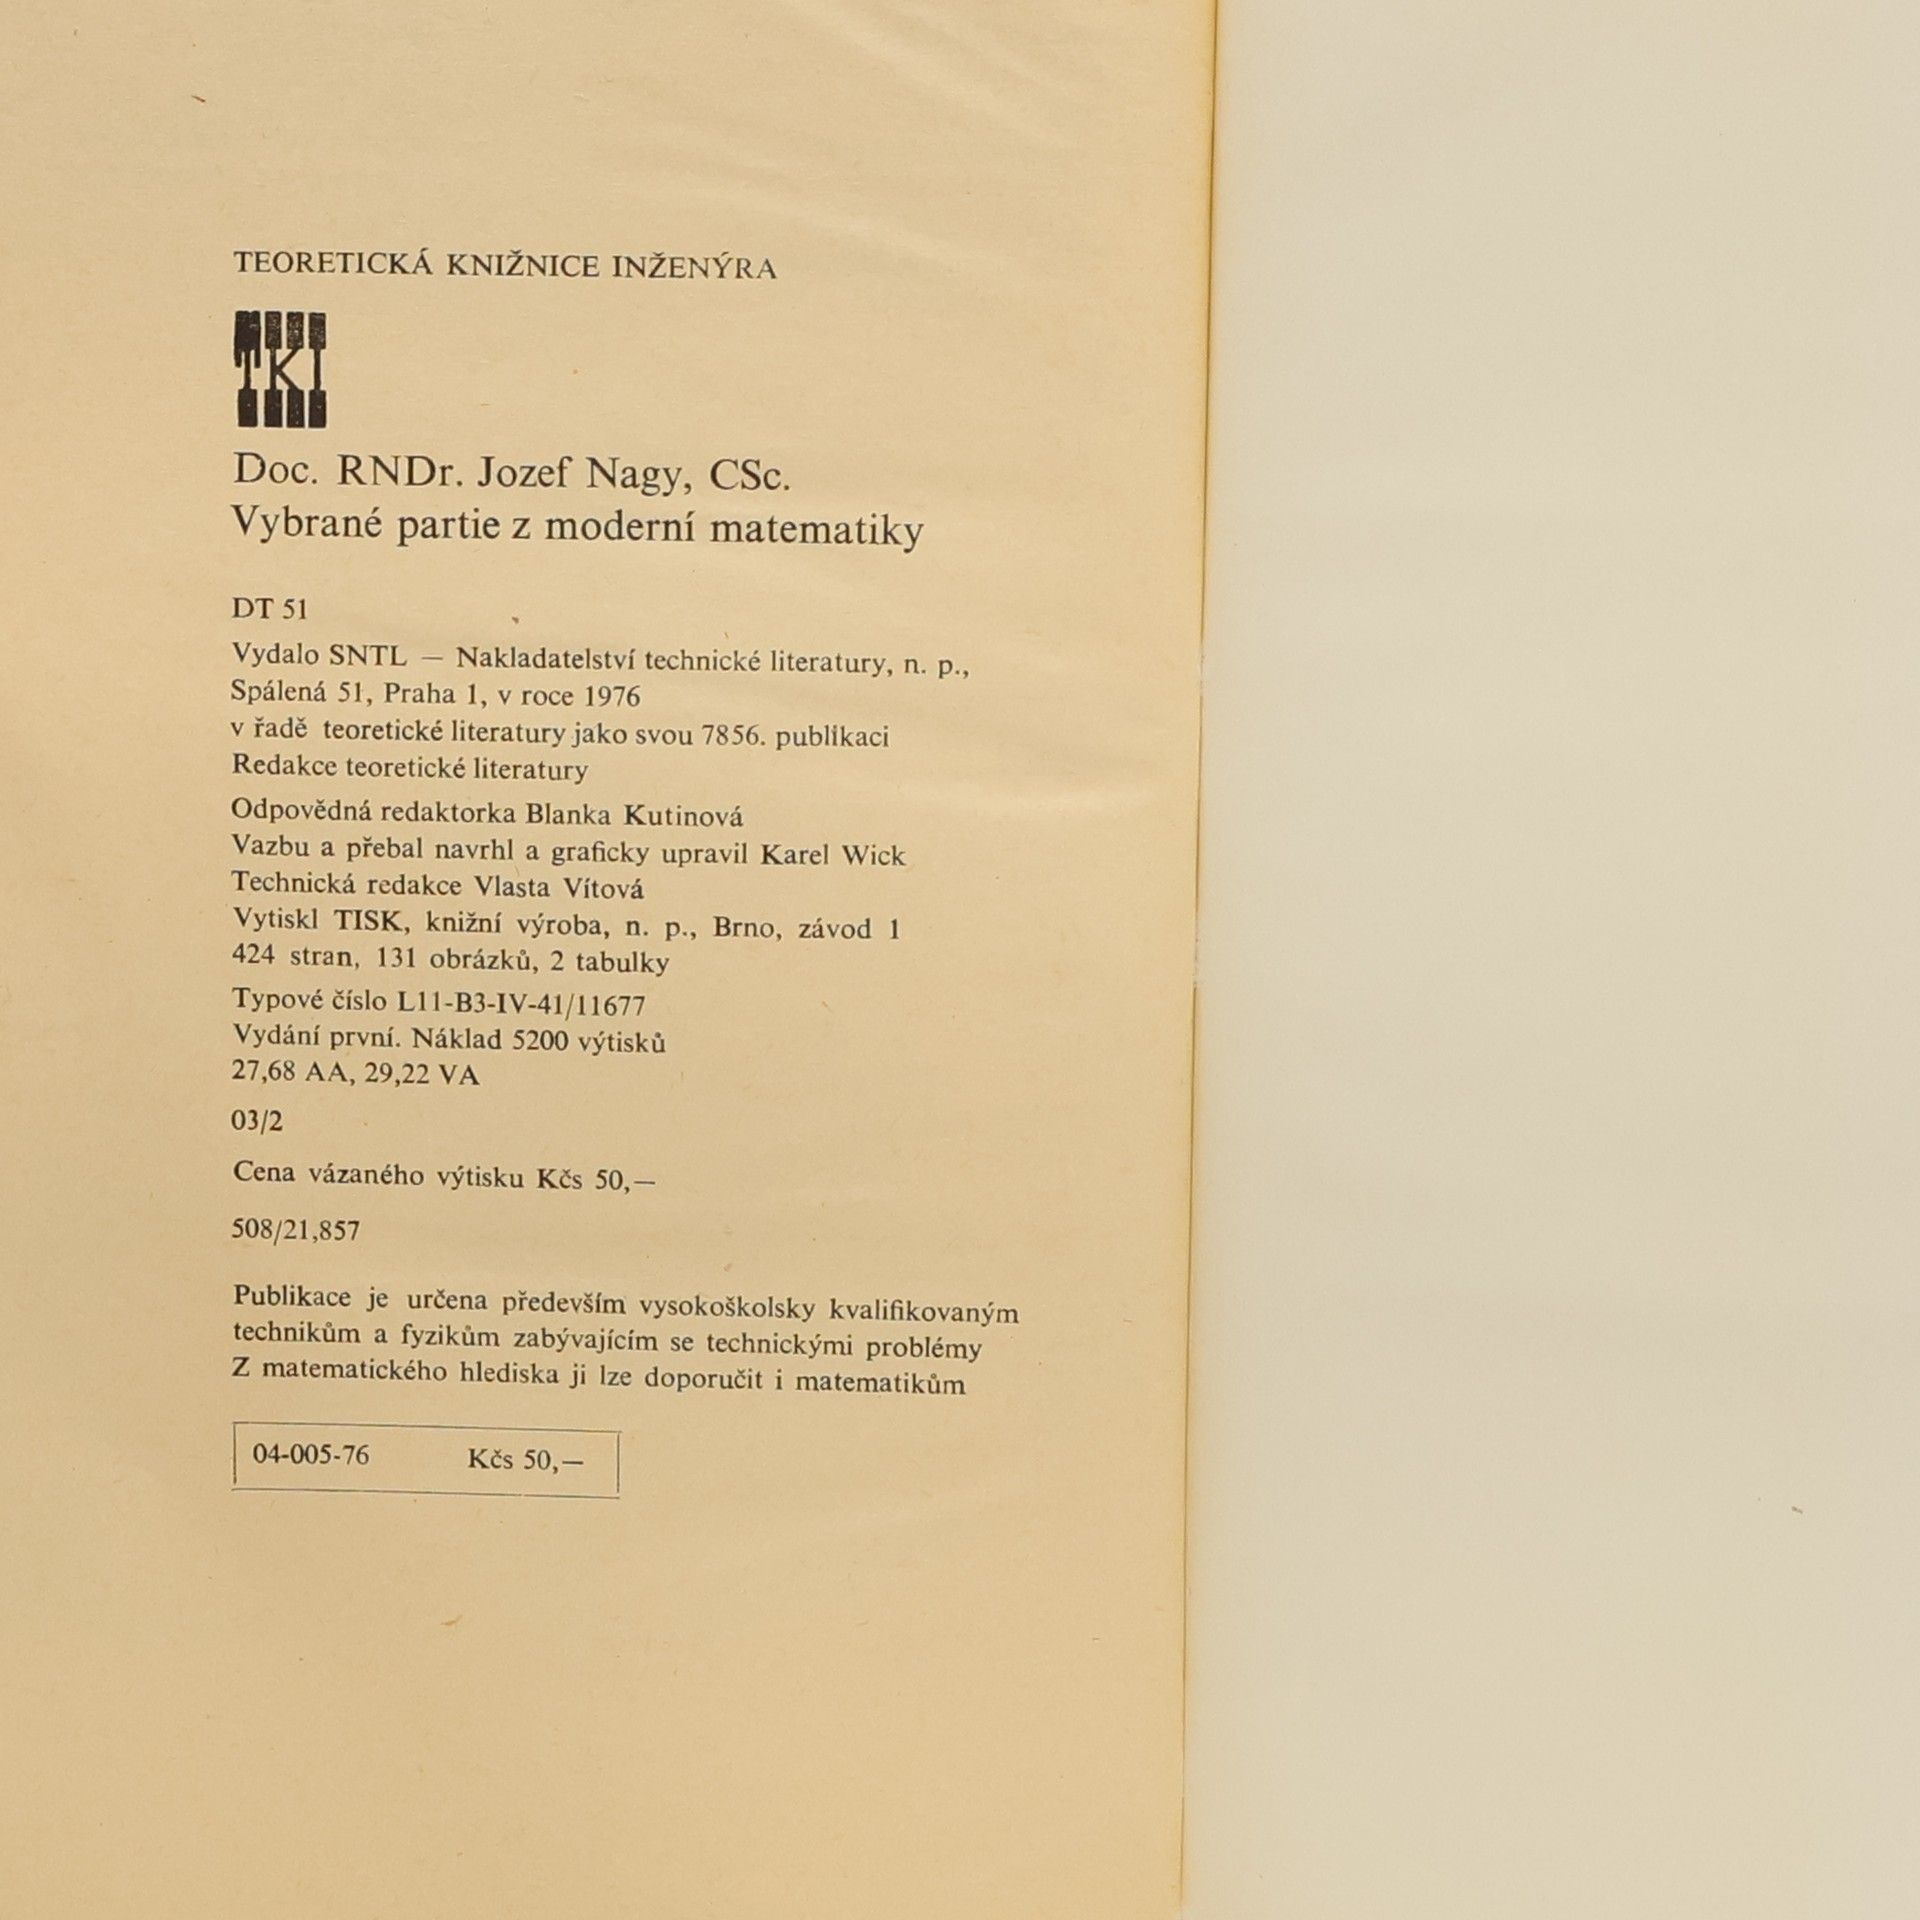 TEORETICKÁ KNIŽNICE INŽENÝRA
TKI
Doc. RNDr. Jozef Nagy, CSc.
Vybrané partie z moderní matematiky
DT 51
Vydalo SNTL — Nakladatelství technické literatury, n. p.,
Spálená 51, Praha 1, v roce 1976
v řadě teoretické literatury jako svou 7856. publikaci
Redakce teoretické literatury
Odpovědná redaktorka Blanka Kutinová
Vazbu a přebal navrhl a graficky upravil Karel Wick
Technická redakce Vlasta Vítová
Vytiskl TISK, knižní výroba, n. p., Brno, závod 1
424 stran, 131 obrázků, 2 tabulky
Typové číslo L11-B3-IV-41/11677
Vydání první. Náklad 5200 výtisků
27,68 AA, 29,22 VA
03/2
Cena vázaného výtisku Kčs 50,—
508/21,857
Publikace je určena především vysokoškolsky kvalifikovaným
technikům a fyzikům zabývajícím se technickými problémy
Z matematického hlediska ji lze doporučit i matematikům
04-005-76 Kčs 50,—